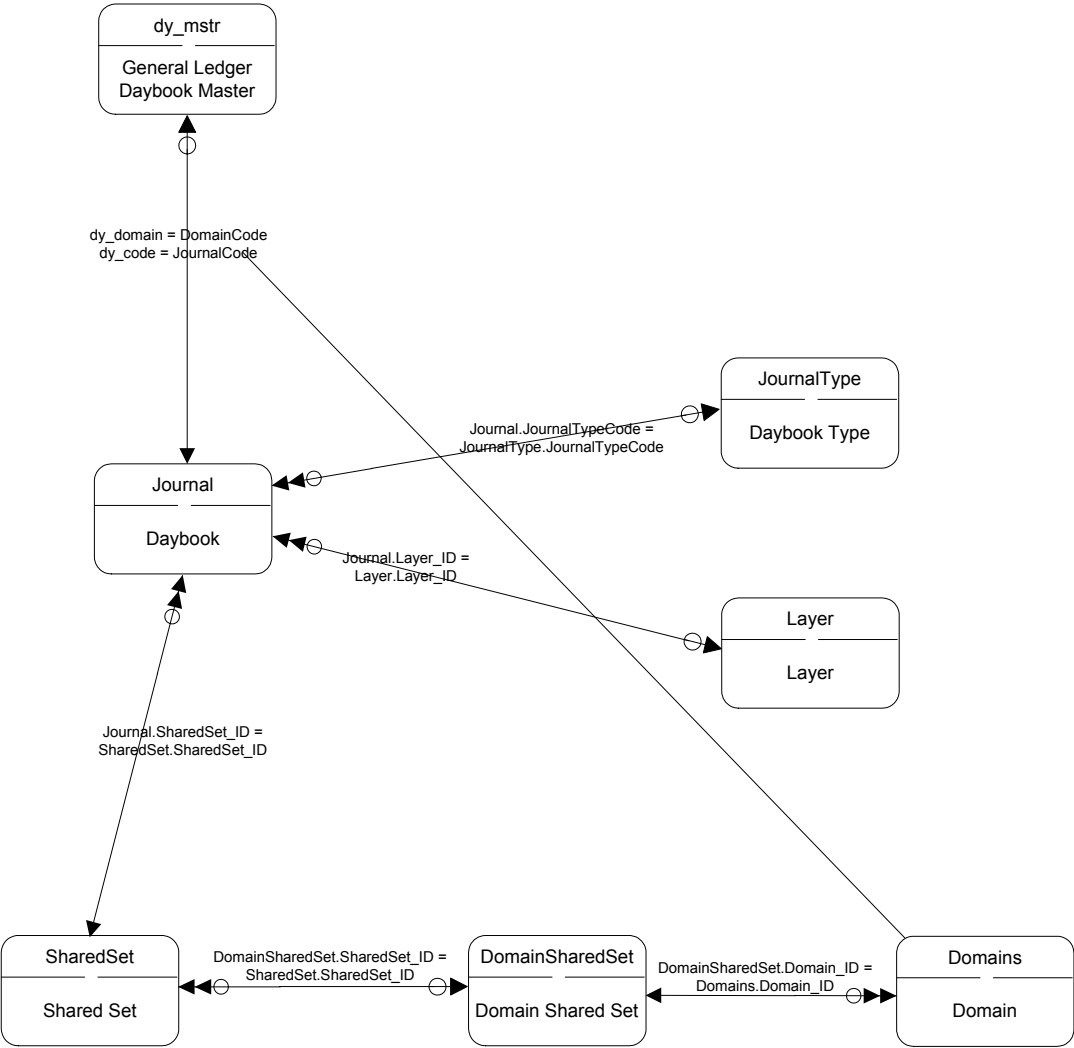 dy_mstr
General Ledger
Daybook Master
dy_domain = DomainCode
dy_code = JournalCode
JournalType
Daybook Type
Journal.JournalTypeCode =
JournalType.JournalTypeCode
Journal
Daybook
Journal.Layer_ID =
Layer.Layer_ID
Layer
Layer
Journal.SharedSet_ID =
SharedSet.SharedSet_ID
SharedSet
Shared Set
DomainSharedSet.SharedSet_ID =
SharedSet.SharedSet_ID
DomainSharedSet
Domain Shared Set
DomainSharedSet.Domain_ID =
Domains.Domain_ID
Domains
Domain